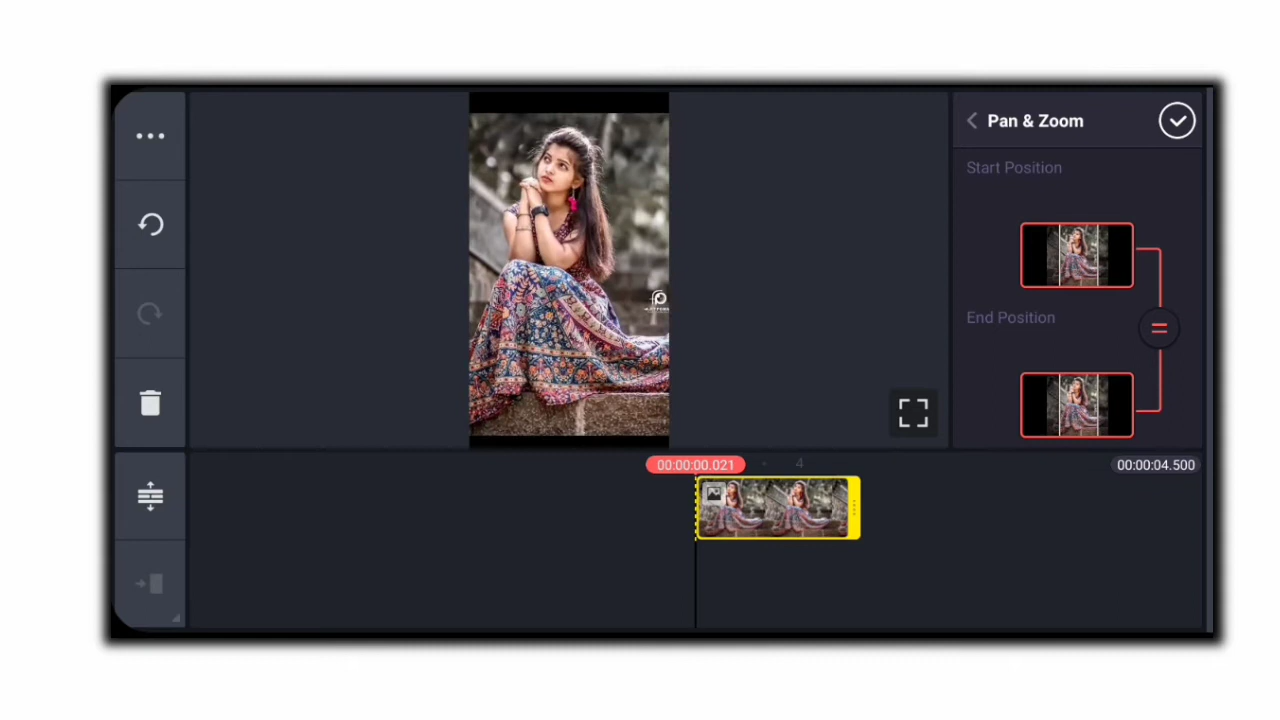 Pan & Zoom
Start Position
End Position
=
00:00:00.021
4
00:00:04.500